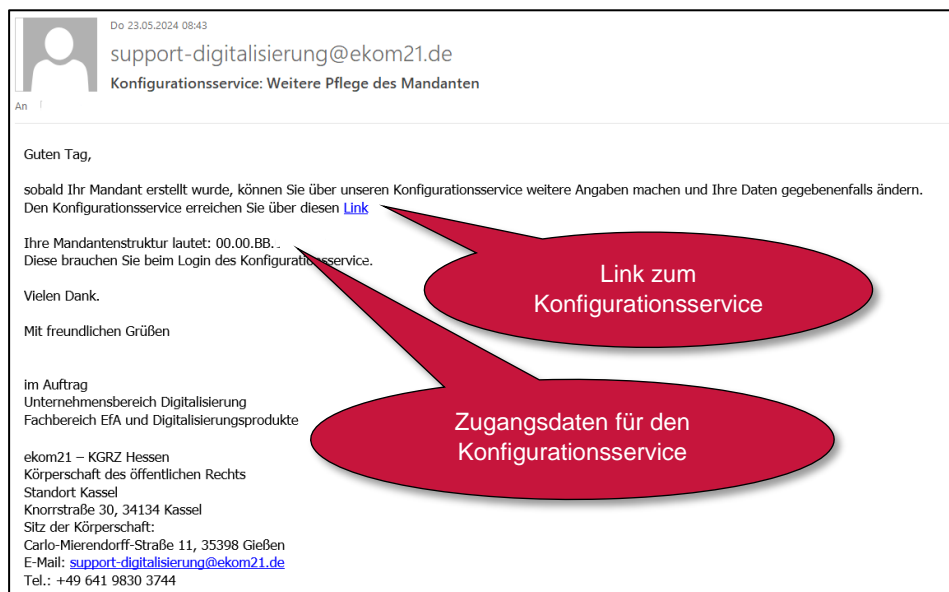 Do 23.05.2024 08:43
support-digitalisierung@ekom21.de
Konfigurationsservice: Weitere Pflege des Mandanten
An
Guten Tag,
sobald Ihr Mandant erstellt wurde, können Sie über unseren Konfigurationsservice weitere Angaben machen und Ihre Daten gegebenenfalls ändern.
Den Konfigurationsservice erreichen Sie über diesen Link
Ihre Mandantenstruktur lautet: 00.00.BB.
Diese brauchen Sie beim Login des Konfigurationsservice.
Link zum
Konfigurationsservice
Vielen Dank.
Mit freundlichen Grüßen
im Auftrag
Unternehmensbereich Digitalisierung
Fachbereich EfA und Digitalisierungsprodukte
Zugangsdaten für den
Konfigurationsservice
ekom21 – KGRZ Hessen
Körperschaft des öffentlichen Rechts
Standort Kassel
Knorrstraße 30, 34134 Kassel
Sitz der Körperschaft:
Carlo-Mierendorff-Straße 11, 35398 Gießen
E-Mail: support-digitalisierung@ekom21.de
Tel.: +49 641 9830 3744